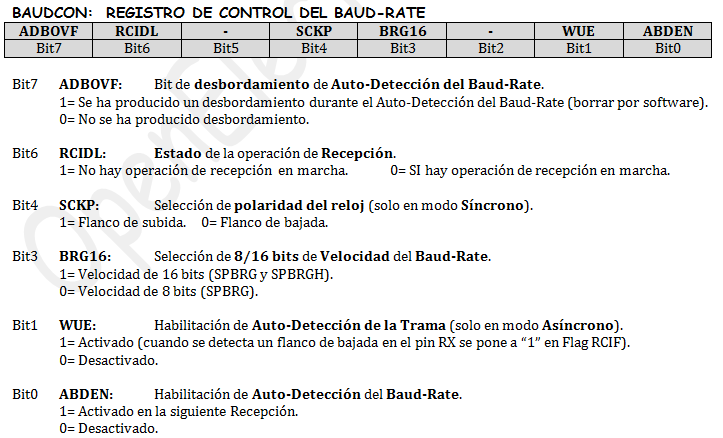 BAUDCON: REGISTRO DE CONTROL DEL BAUD-RATE
ADBOVF RCIDL - SCKP BRG16 - WUE ABDEN
Bit7 Bit6 Bit5 Bit4 Bit3 Bit2 Bit1 Bit0
Bit7 ADBOVF: Bit de desbordamiento de Auto-Detección del Baud-Rate.
1= Se ha producido un desbordamiento durante el Auto-Detección del Baud-Rate (borrar por software).
0= No se ha producido desbordamiento.
Bit6 RCIDL: Estado de la operación de Recepción.
1= No hay operación de recepción en marcha. 0= SI hay operación de recepción en marcha.
Bit4 SCKP: Selección de polaridad del reloj (solo en modo Síncrono).
1= Flanco de subida. 0= Flanco de bajada.
Bit3 BRG16: Selección de 8/16 bits de Velocidad del Baud-Rate.
1= Velocidad de 16 bits (SPBRG y SPBRGH).
0= Velocidad de 8 bits (SPBRG).
Bit1 WUE: Habilitación de Auto-Detección de la Trama (solo en modo Asíncrono).
1= Activado (cuando se detecta un flanco de bajada en el pin RX se pone a “1” en Flag RCIF).
0= Desactivado.
Bit0 ABDEN: Habilitación de Auto-Detección del Baud-Rate.
1= Activado en la siguiente Recepción.
0= Desactivado.